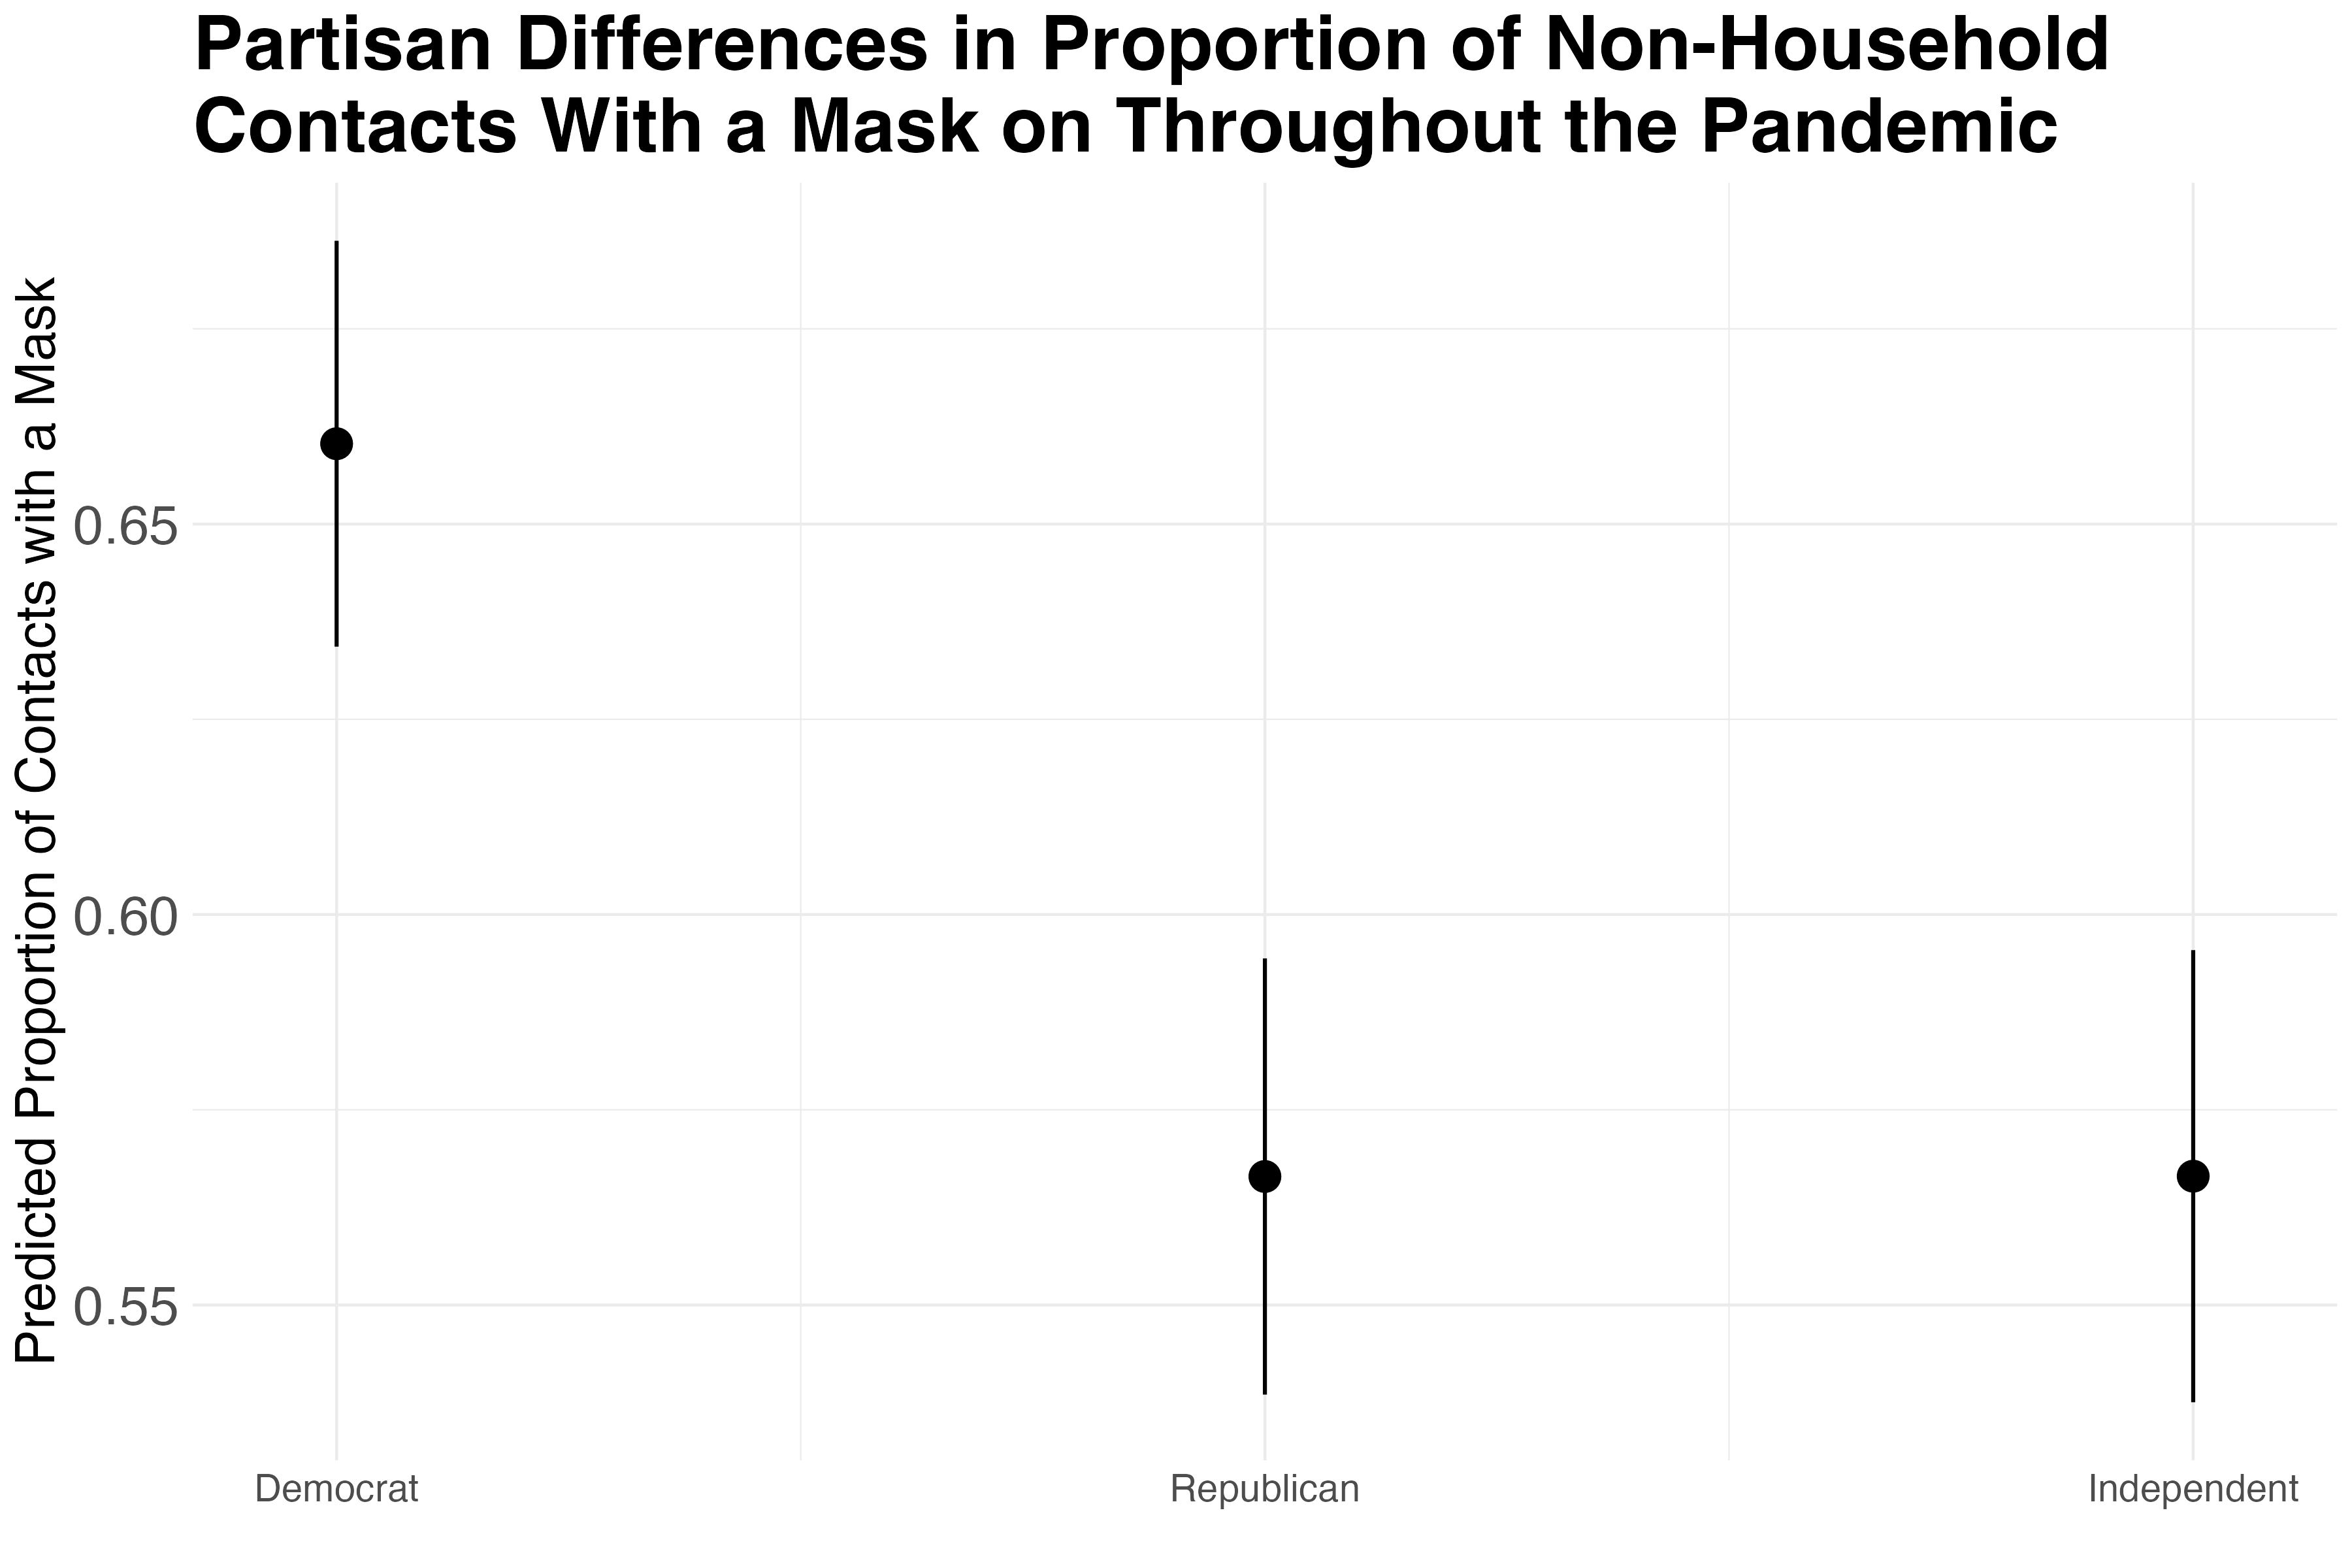 Partisan Differences in Proportion of Non-Household
Contacts With a Mask on Throughout the Pandemic
Predicted Proportion of Contacts with a Mask
0.65
0.60
0.55
Democrat
Republican
Independent